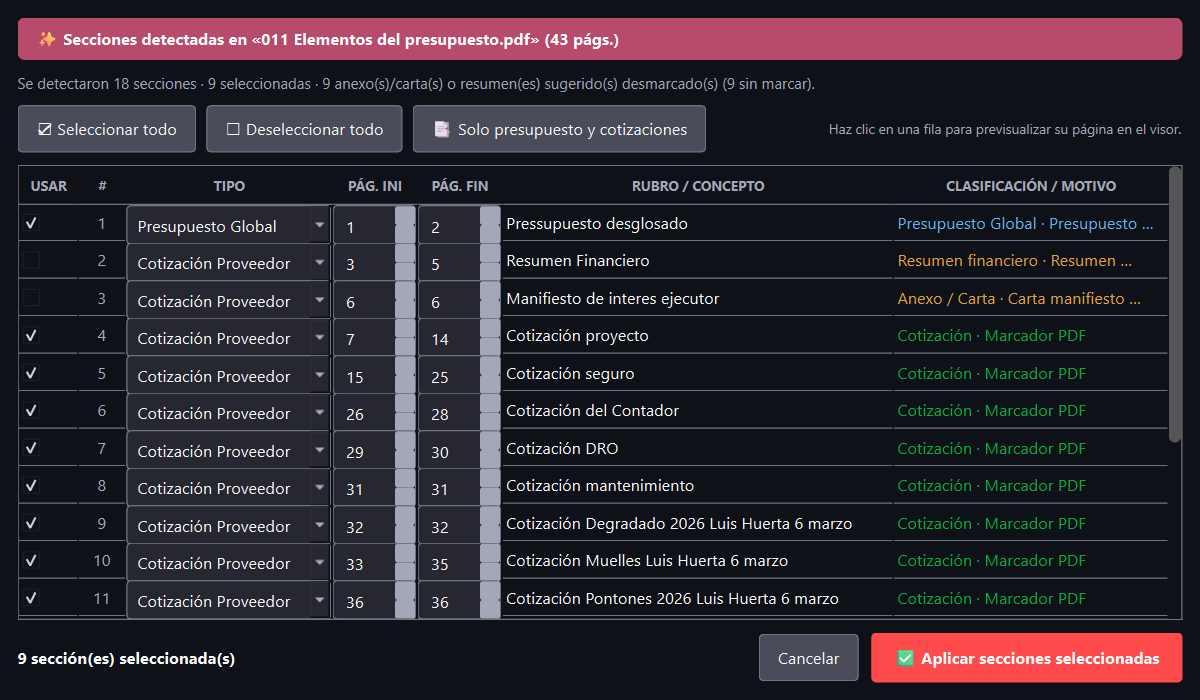 ✨ Secciones detectadas en «011 Elementos del presupuesto.pdf» (43 págs.)
Se detectaron 18 secciones · 9 seleccionadas · 9 anexo(s)/carta(s) o resumen(es) sugerido(s) desmarcado(s) (9 sin marcar).
☑ Seleccionar todo ☐ Deseleccionar todo 📑 Solo presupuesto y cotizaciones Haz clic en una fila para previsualizar su página en el visor.
USAR # TIPO PÁG. INI PÁG. FIN RUBRO / CONCEPTO CLASIFICACIÓN / MOTIVO
✓ 1 Presupuesto Global 1 2 Pressupuesto desglosado Presupuesto Global · Presupuesto ...
2 Cotización Proveedor 3 5 Resumen Financiero Resumen financiero · Resumen ...
3 Cotización Proveedor 6 6 Manifiesto de interes ejecutor Anexo / Carta · Carta manifiesto ...
✓ 4 Cotización Proveedor 7 14 Cotización proyecto Cotización · Marcador PDF
✓ 5 Cotización Proveedor 15 25 Cotización seguro Cotización · Marcador PDF
✓ 6 Cotización Proveedor 26 28 Cotización del Contador Cotización · Marcador PDF
✓ 7 Cotización Proveedor 29 30 Cotización DRO Cotización · Marcador PDF
✓ 8 Cotización Proveedor 31 31 Cotización mantenimiento Cotización · Marcador PDF
✓ 9 Cotización Proveedor 32 32 Cotización Degradado 2026 Luis Huerta 6 marzo Cotización · Marcador PDF
✓ 10 Cotización Proveedor 33 35 Cotización Muelles Luis Huerta 6 marzo Cotización · Marcador PDF
✓ 11 Cotización Proveedor 36 36 Cotización Pontones 2026 Luis Huerta 6 marzo Cotización · Marcador PDF
9 sección(es) seleccionada(s) Cancelar ✅ Aplicar secciones seleccionadas